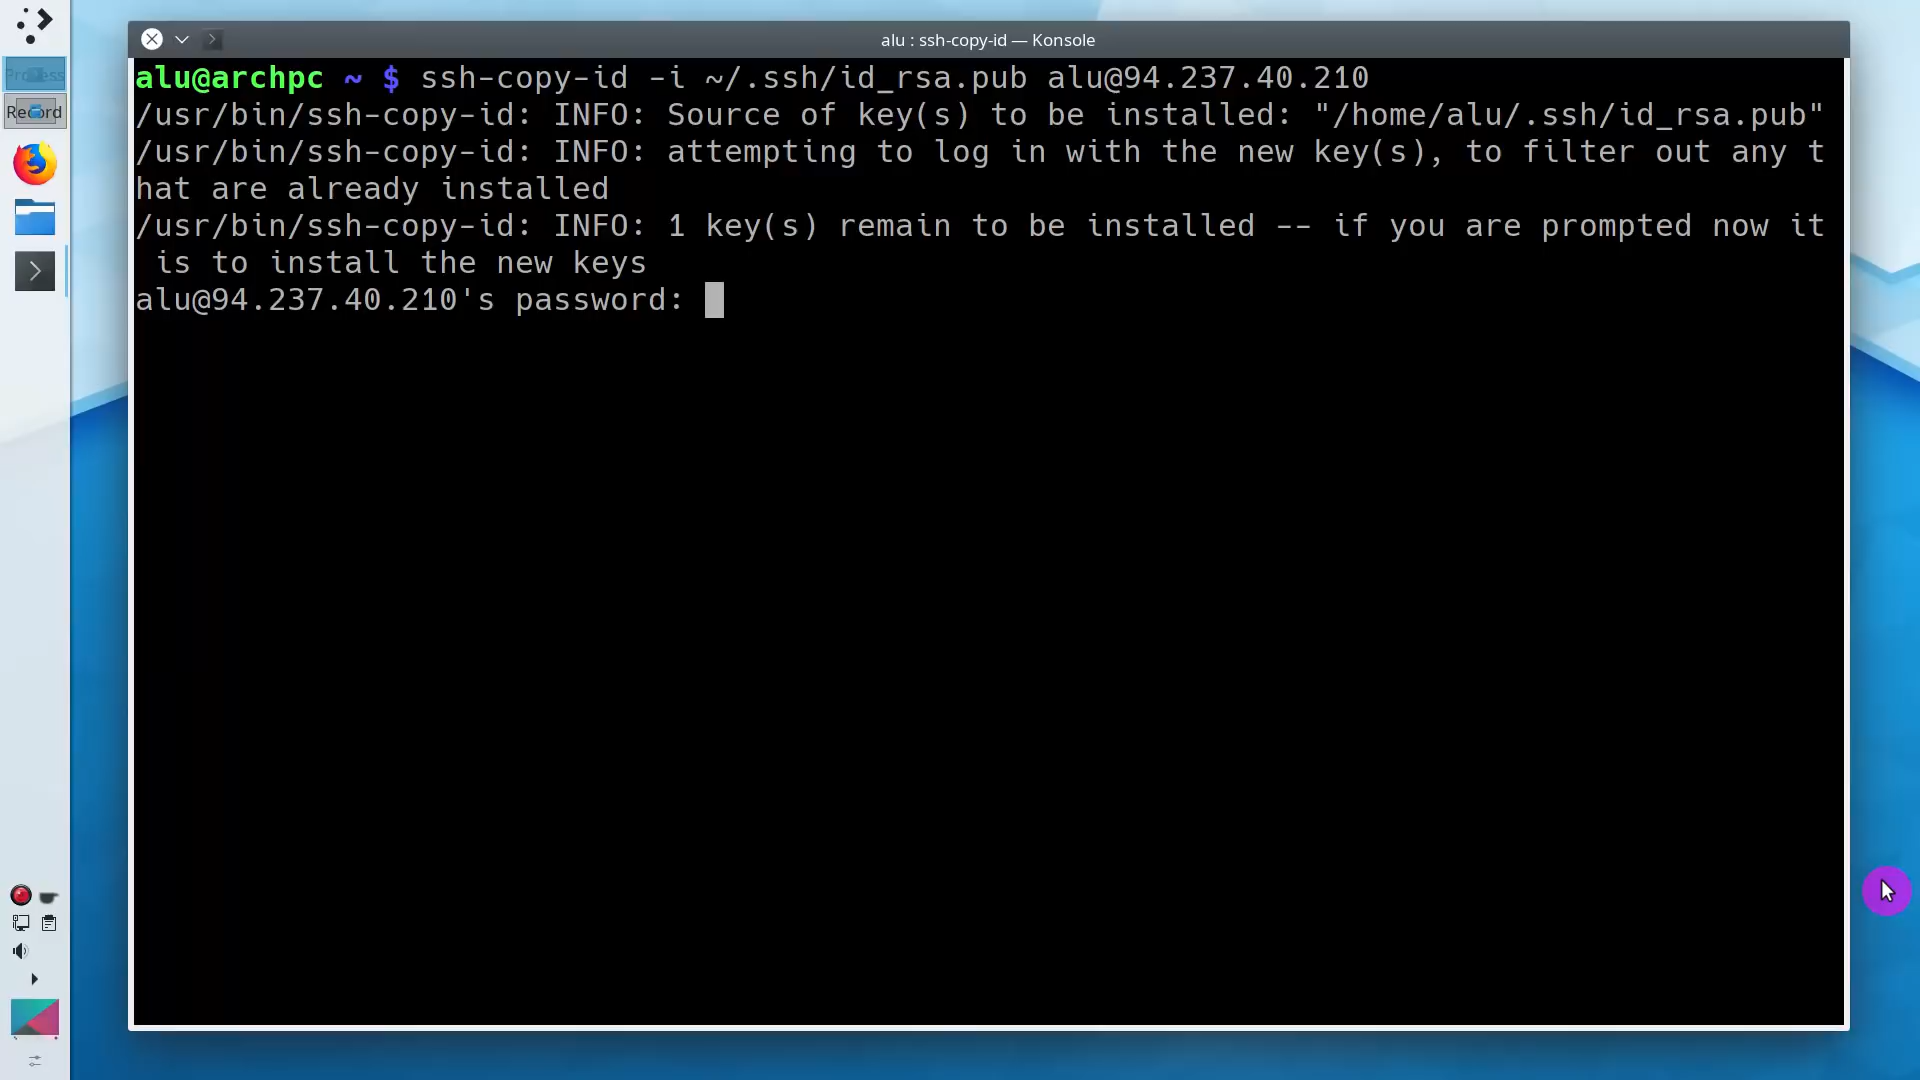 alu : ssh-copy-id — Konsole
Process
Record
alu@archpc ~ $ ssh-copy-id -i ~/.ssh/id_rsa.pub alu@94.237.40.210
/usr/bin/ssh-copy-id: INFO: Source of key(s) to be installed: "/home/alu/.ssh/id_rsa.pub"
/usr/bin/ssh-copy-id: INFO: attempting to log in with the new key(s), to filter out any t
hat are already installed
/usr/bin/ssh-copy-id: INFO: 1 key(s) remain to be installed -- if you are prompted now it
 is to install the new keys
alu@94.237.40.210's password: